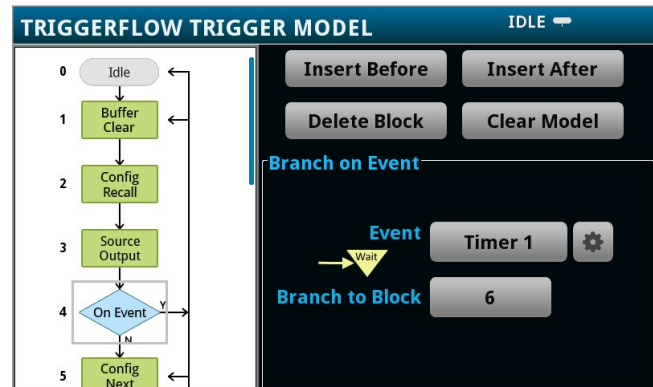 TRIGGERFLOW TRIGGER MODEL
IDLE
0
Idle
1
Buffer
Clear
2
Config
Recall
3
Source
Output
4
On Event
Y
N
5
Config
Next
Insert Before
Insert After
Delete Block
Clear Model
Branch on Event
Event
Timer 1
Wait
Branch to Block
6